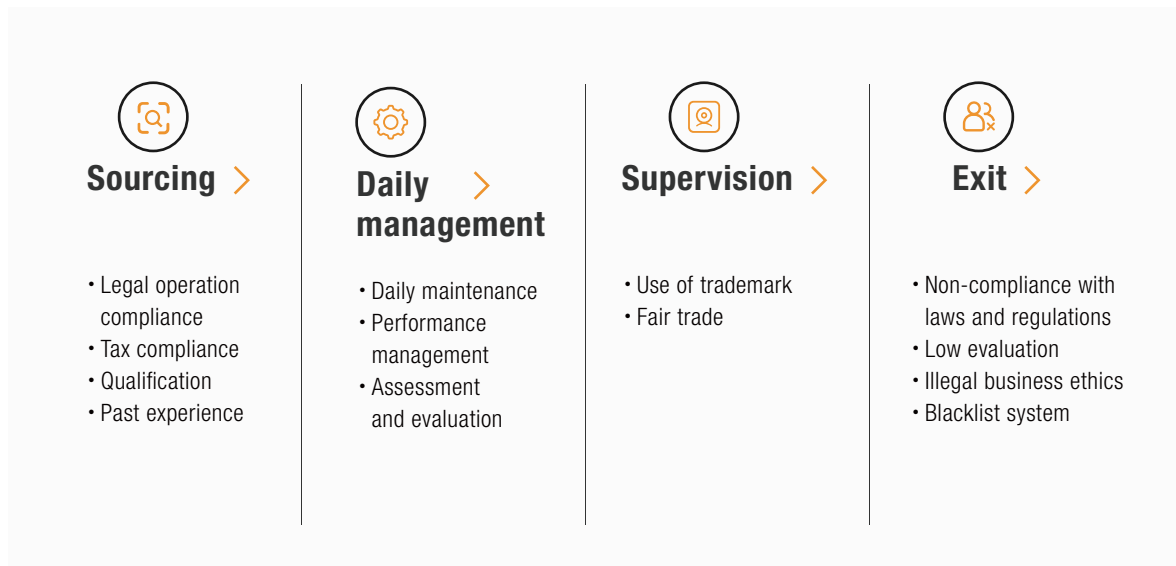 Sourcing
• Legal operation
compliance
• Tax compliance
• Qualification
• Past experience
Daily
management
• Daily maintenance
• Performance
management
• Assessment
and evaluation
Supervision
• Use of trademark
• Fair trade
Exit
• Non-compliance with
laws and regulations
• Low evaluation
• Illegal business ethics
• Blacklist system